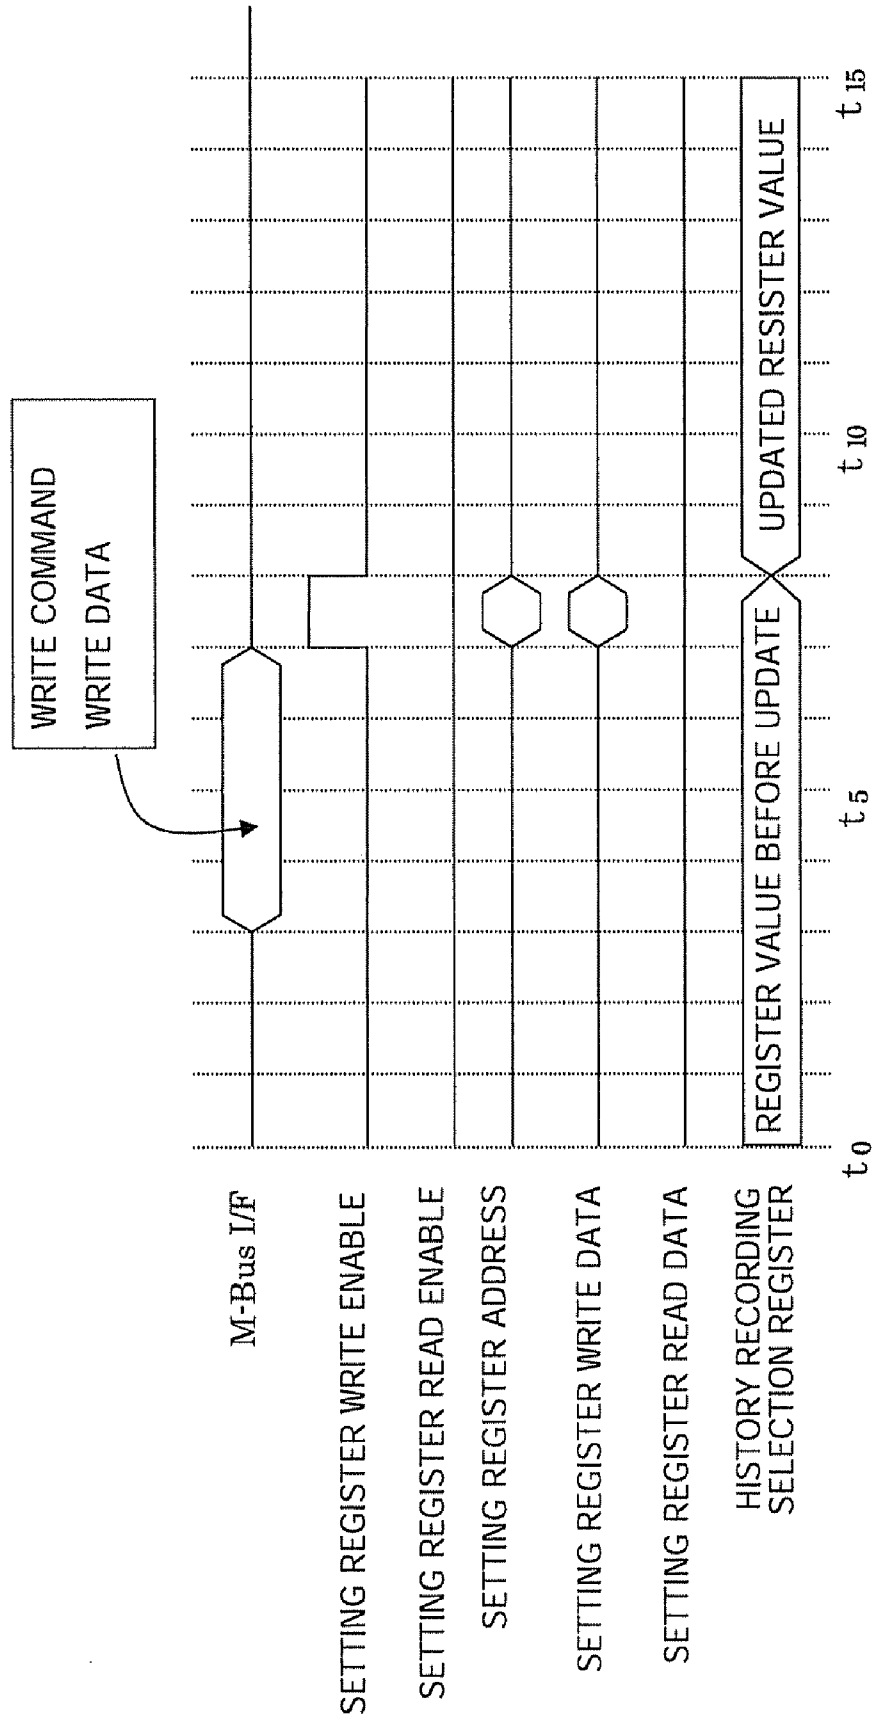 WRITE COMMAND
WRITE DATA
M-Bus I/F
SETTING REGISTER WRITE ENABLE
SETTING REGISTER READ ENABLE
SETTING REGISTER ADDRESS
SETTING REGISTER WRITE DATA
SETTING REGISTER READ DATA
HISTORY RECORDING
SELECTION REGISTER
REGISTER VALUE BEFORE UPDATE
UPDATED RESISTER VALUE
t0
t5
t10
t15